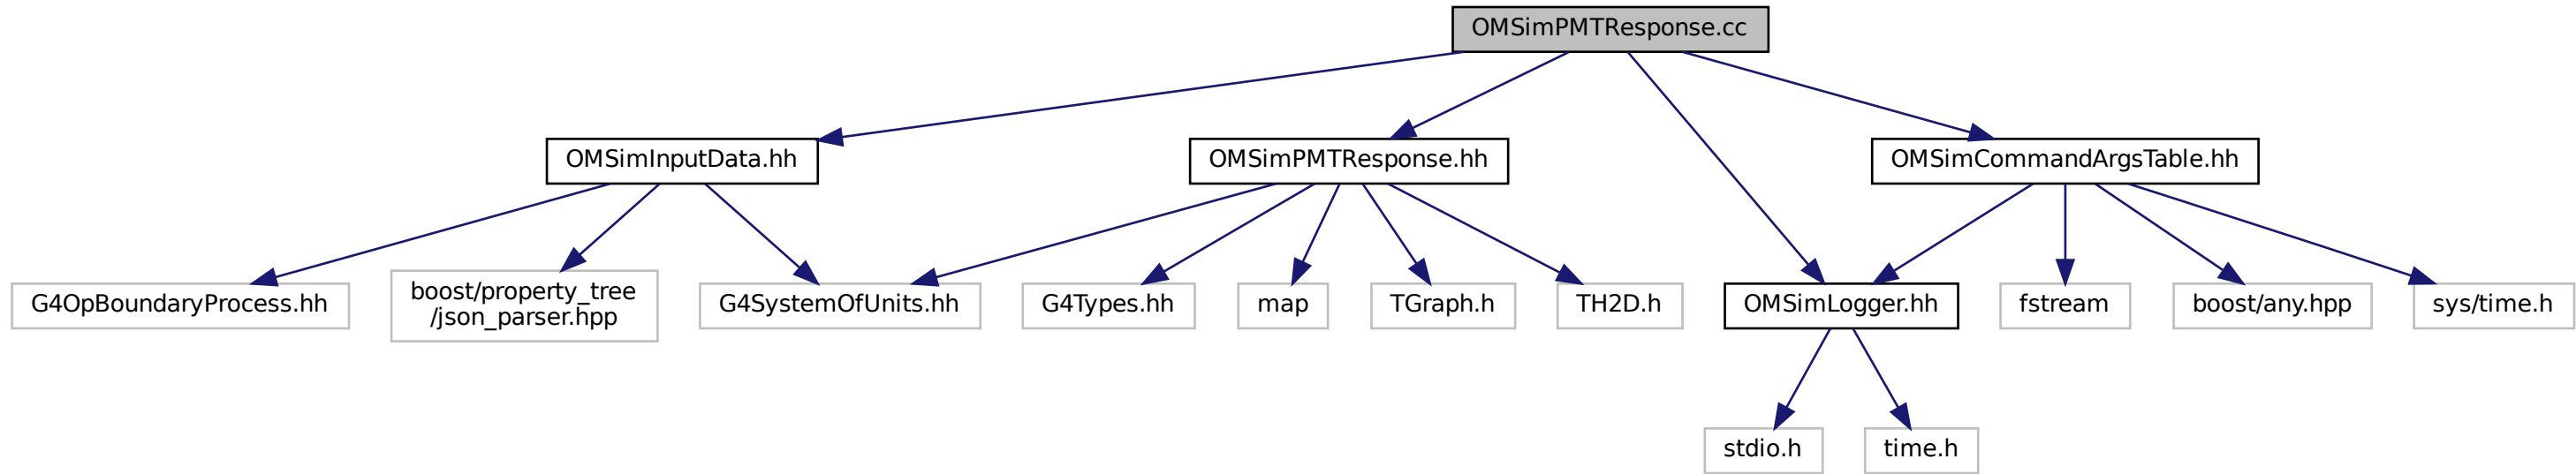 OMSimPMTResponse.cc
OMSimInputData.hh
OMSimPMTResponse.hh
OMSimCommandArgsTable.hh
G4OpBoundaryProcess.hh
boost/property_tree
/json_parser.hpp
G4SystemOfUnits.hh
G4Types.hh
map
TGraph.h
TH2D.h
OMSimLogger.hh
fstream
boost/any.hpp
sys/time.h
stdio.h
time.h